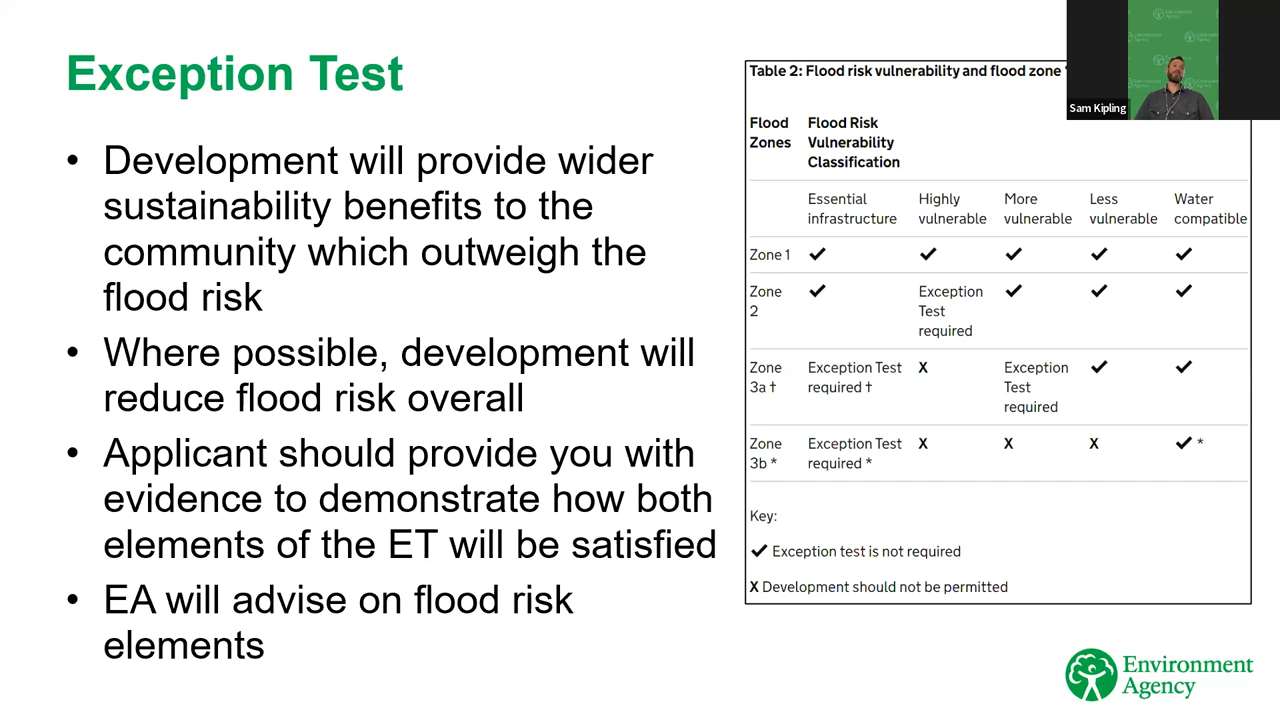 Exception Test
• Development will provide wider
sustainability benefits to the
community which outweigh the
flood risk
• Where possible, development will
reduce flood risk overall
• Applicant should provide you with
evidence to demonstrate how both
elements of the ET will be satisfied
• EA will advise on flood risk
elements
Table 2: Flood risk vulnerability and flood zone
Flood Zones Flood Risk Vulnerability Classification
Essential infrastructure Highly vulnerable More vulnerable Less vulnerable Water compatible
Zone 1 ✔ ✔ ✔ ✔ ✔
Zone 2 ✔ Exception Test required ✔ ✔ ✔
Zone 3a † Exception Test required † X Exception Test required ✔ ✔
Zone 3b * Exception Test required * X X X ✔ *
Key:
✔ Exception test is not required
X Development should not be permitted
Environment
Agency
Sam Kipling
Environment
Agency